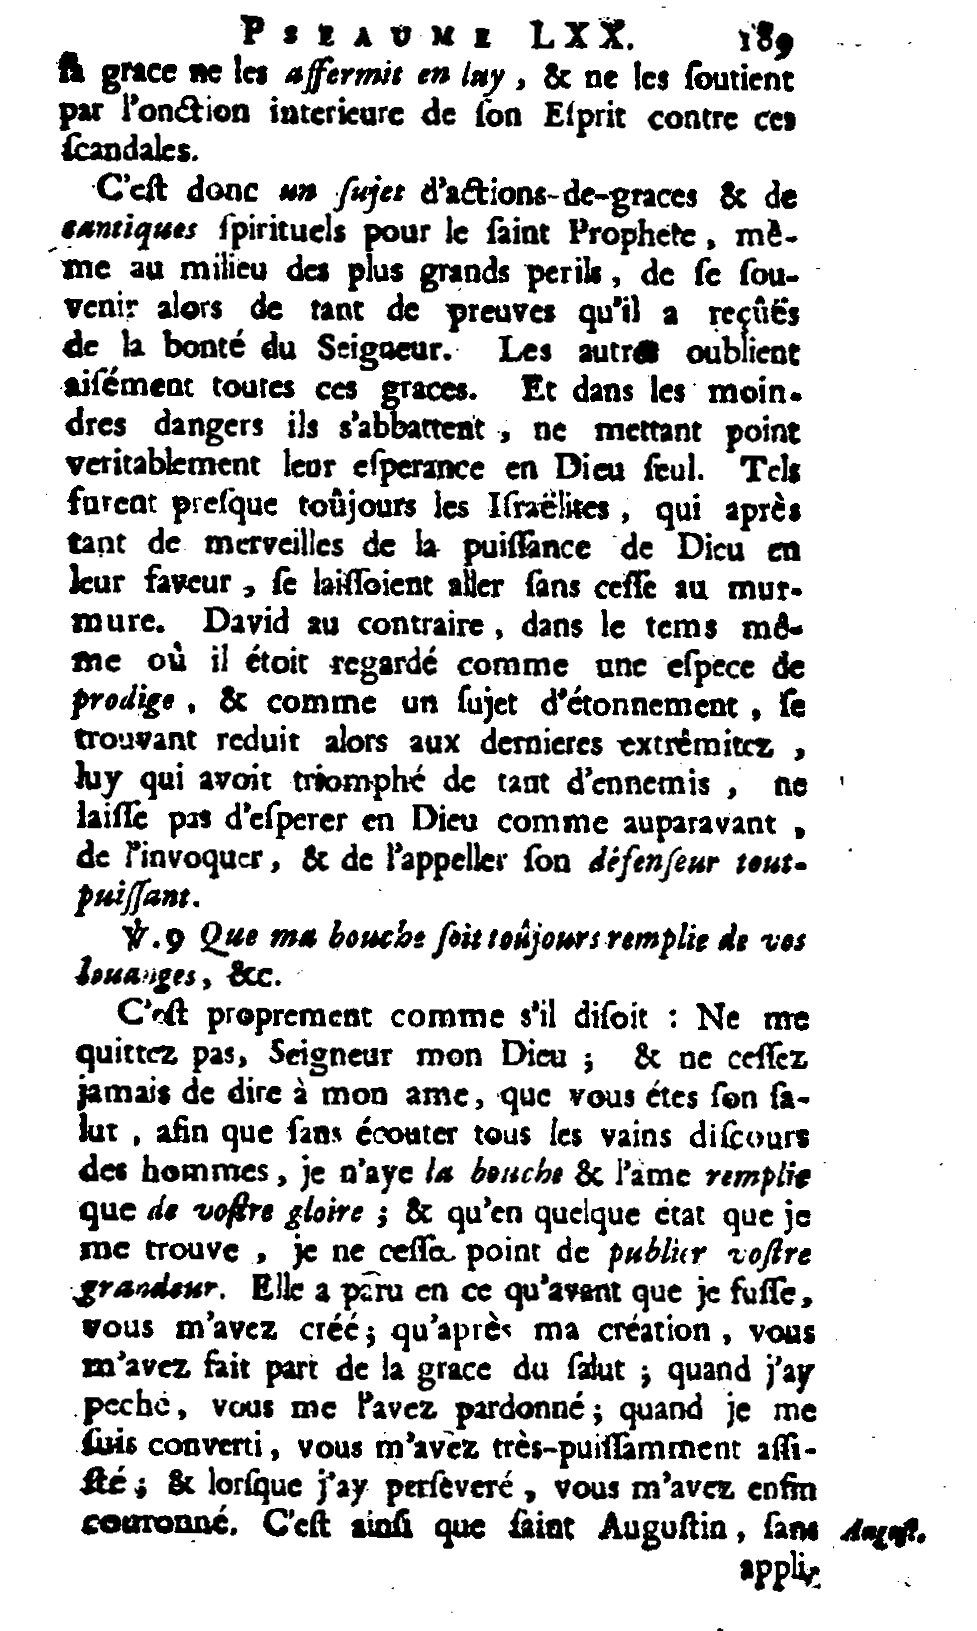 PSEAUME LXX. 189
ſa grace ne les affermit en luy, & ne les ſoutient
par l'onction interieure de ſon Eſprit contre ces
ſcandales.
C'eſt donc un ſujet d'actions-de-graces & de
cantiques ſpirituels pour le ſaint Prophete, mê-
me au milieu des plus grands perils, de ſe ſou-
venir alors de tant de preuves qu'il a reçûës
de la bonté du Seigneur. Les autres oublient
aiſément toutes ces graces. Et dans les moin-
dres dangers ils s'abbattent, ne mettant point
veritablement leur eſperance en Dieu ſeul. Tels
furent preſque toûjours les Iſraëlites, qui après
tant de merveilles de la puiſſance de Dieu en
leur faveur, ſe laiſſoient aller ſans ceſſe au mur-
mure. David au contraire, dans le tems mê-
me où il étoit regardé comme une eſpece de
prodige, & comme un ſujet d'étonnement, ſe
trouvant reduit alors aux dernieres extrêmitez,
luy qui avoit triomphé de tant d'ennemis, ne
laiſſe pas d'eſperer en Dieu comme auparavant,
de l'invoquer, & de l'appeller ſon défenſeur tout-
puiſſant.
℣.9 Que ma bouche ſoit toûjours remplie de vos
louanges, &c.
C'eſt proprement comme s'il diſoit : Ne me
quittez pas, Seigneur mon Dieu ; & ne ceſſez
jamais de dire à mon ame, que vous étes ſon ſa-
lut, afin que ſans écouter tous les vains diſcours
des hommes, je n'aye la bouche & l'ame remplie
que de voſtre gloire ; & qu'en quelque état que je
me trouve, je ne ceſſe point de publier voſtre
grandeur. Elle a paru en ce qu'avant que je fuſſe,
vous m'avez créé ; qu'après ma création, vous
m'avez fait part de la grace du ſalut ; quand j'ay
peché, vous me l'avez pardonné ; quand je me
ſuis converti, vous m'avez très-puiſſamment aſſi-
ſté ; & lorſque j'ay perſeveré, vous m'avez enfin
couronné. C'eſt ainſi que ſaint Auguſtin, ſans Auguſt.
appli-